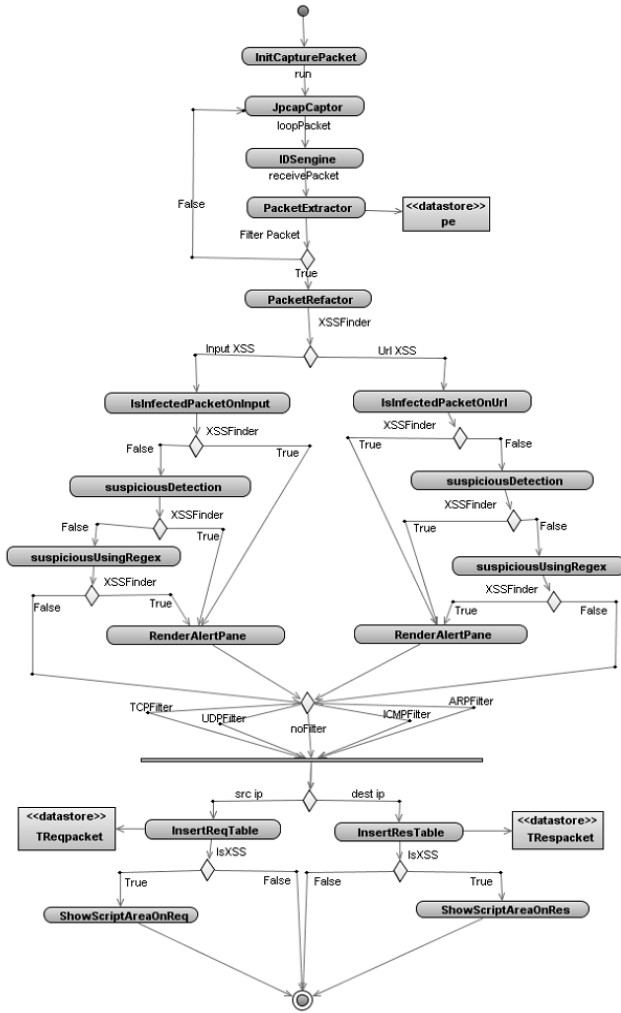 InitCapturePacket
run
JpcapCaptor
loopPacket
IDSengine
receivePacket
False
PacketExtractor
<<datastore>>
pe
Filter Packet
True
PacketRefactor
XSSFinder
Input XSS
Url XSS
IsInfectedPacketOnInput
IsInfectedPacketOnUrl
XSSFinder
False
True
XSSFinder
True
False
suspiciousDetection
suspiciousDetection
XSSFinder
False
True
XSSFinder
True
False
suspiciousUsingRegex
suspiciousUsingRegex
XSSFinder
False
True
XSSFinder
True
False
RenderAlertPane
RenderAlertPane
TCPFilter
UDPFilter
noFilter
ICMPFilter
ARPFilter
src ip
dest ip
<<datastore>>
TReqpacket
InsertReqTable
InsertResTable
<<datastore>>
TRespacket
IsXSS
IsXSS
True
False
False
True
ShowScriptAreaOnReq
ShowScriptAreaOnRes